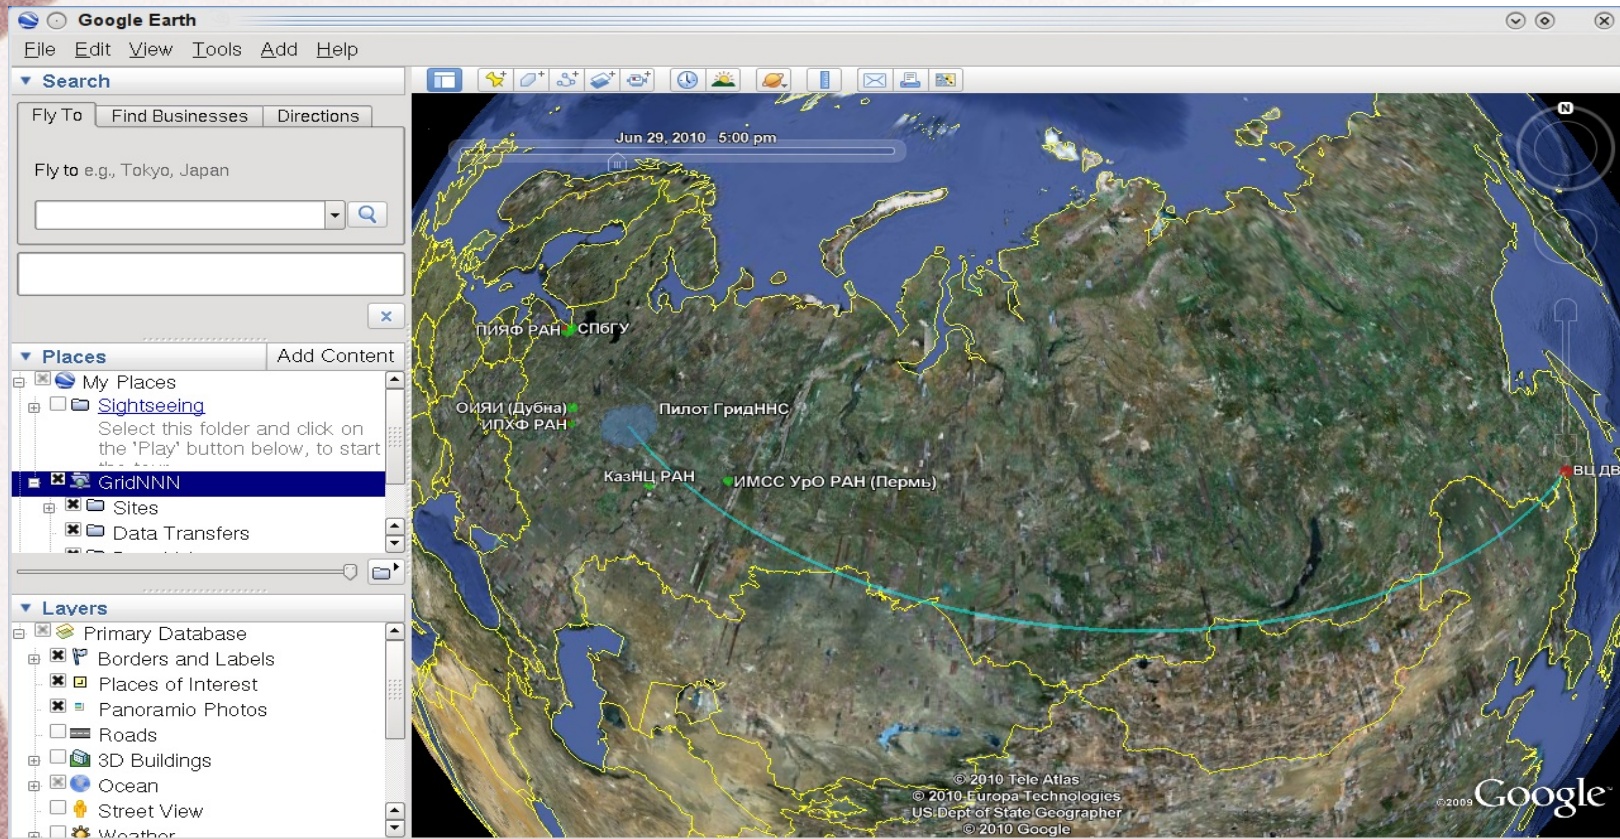 Google Earth
File Edit View Tools Add Help
Search
Fly To Find Businesses Directions
Fly to e.g., Tokyo, Japan
Places Add Content
My Places
Sightseeing
Select this folder and click on
the 'Play' button below, to start
GridNNN
Sites
Data Transfers
Layers
Primary Database
Borders and Labels
Places of Interest
Panoramio Photos
Roads
3D Buildings
Ocean
Street View
Weather
Jun 29, 2010 5:00 pm
N
ПИЯФ РАН СПбГУ
ОИЯИ (Дубна)
Пилот ГридННС
ИПХФ РАН
КазНЦ РАН
ИМСС УрО РАН (Пермь)
ВЦ ДВ
© 2010 Tele Atlas
© 2010 Europa Technologies
US Dept of State Geographer
© 2010 Google
©2009 Google